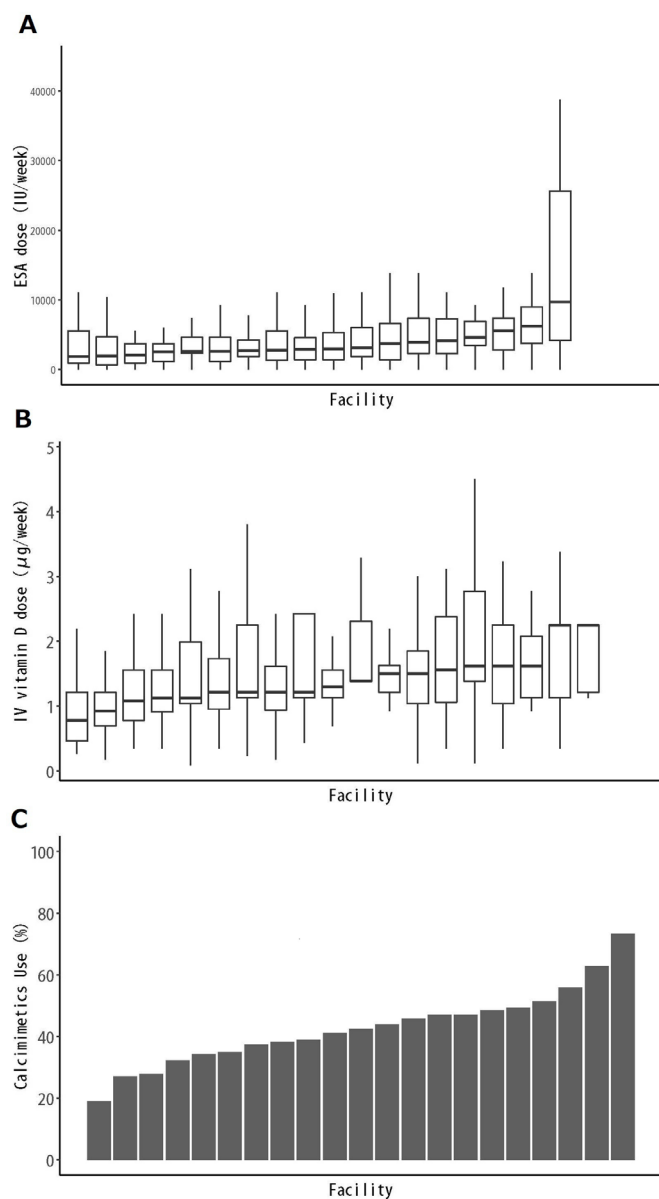 A
ESA dose (IU/week)
40000
30000
20000
10000
0
Facility
B
IV vitamin D dose (μg/week)
5
4
3
2
1
0
Facility
C
Calcimimetics Use (%)
100
80
60
40
20
0
Facility